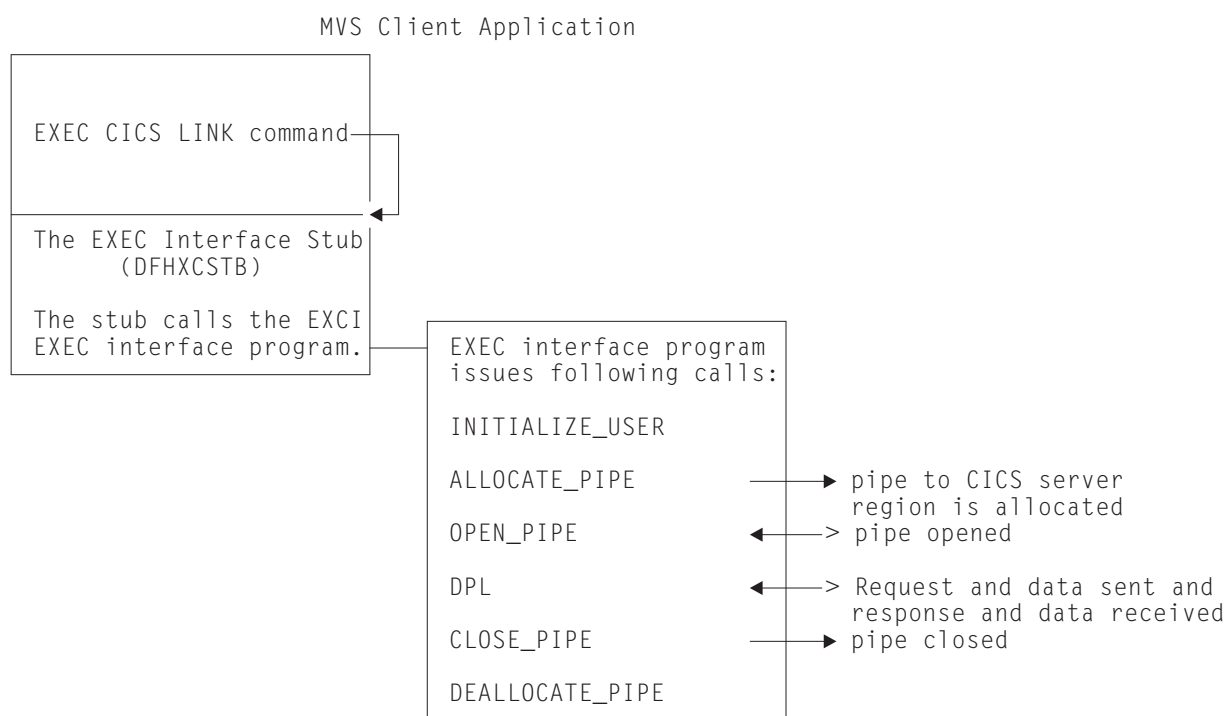 MVS Client Application
EXEC CICS LINK command
The EXEC Interface Stub
(DFHXCSTB)
The stub calls the EXCI
EXEC interface program.
EXEC interface program
issues following calls:
INITIALIZE_USER
ALLOCATE_PIPE
pipe to CICS server
region is allocated
OPEN_PIPE
> pipe opened
DPL
> Request and data sent and
response and data received
CLOSE_PIPE
pipe closed
DEALLOCATE_PIPE